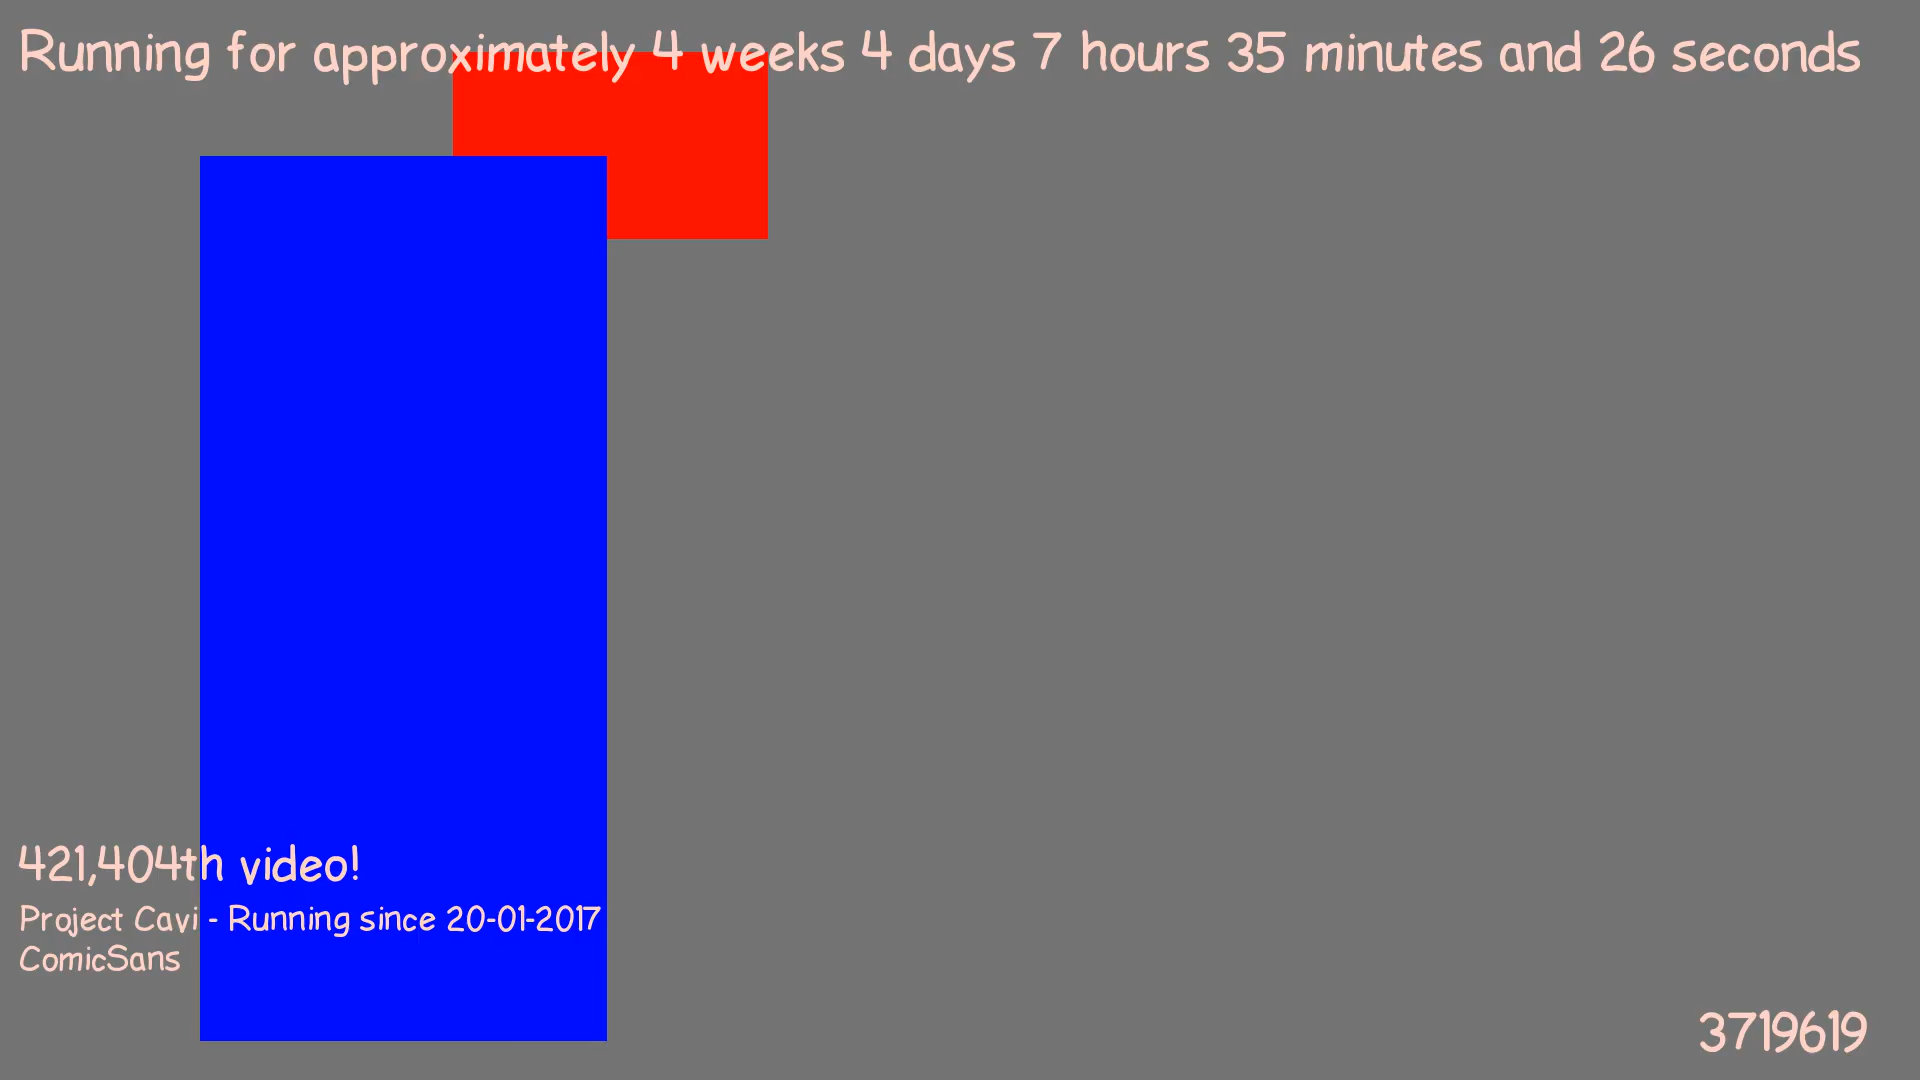 Running for approximately 4 weeks 4 days 7 hours 35 minutes and 26 seconds
421,404th video!
Project Cavi - Running since 20-01-2017
ComicSans
3719619